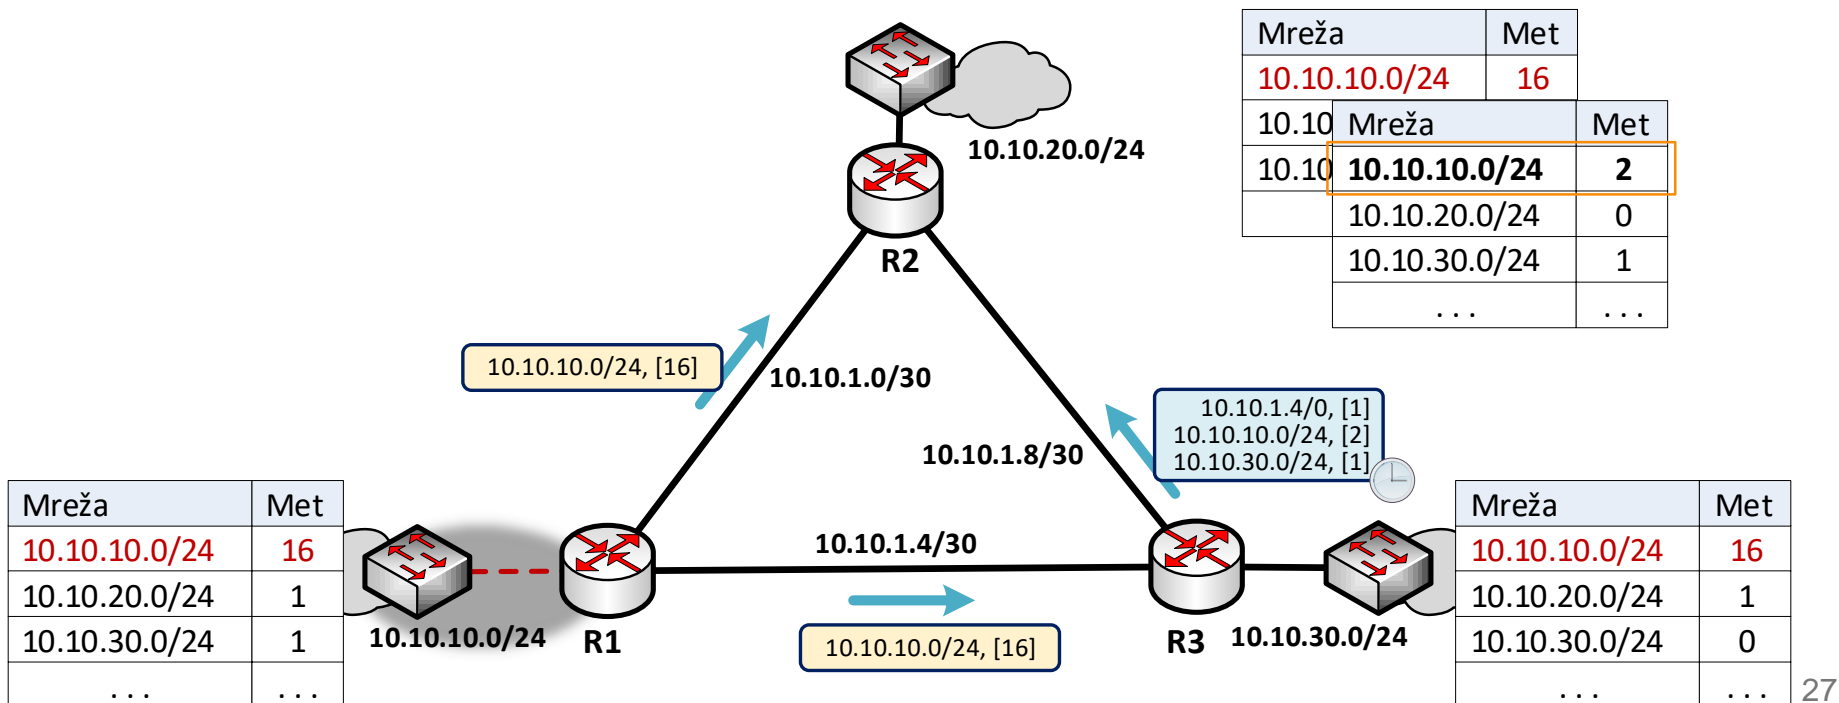 Mreža Met
10.10.10.0/24 16
10.10
10.10
Mreža Met
10.10.10.0/24 2
10.10.20.0/24 0
10.10.30.0/24 1
. . . . . .
10.10.20.0/24
R2
10.10.10.0/24, [16]
10.10.1.0/30
10.10.1.4/0, [1]
10.10.10.0/24, [2]
10.10.30.0/24, [1]
10.10.1.8/30
Mreža Met
10.10.10.0/24 16
10.10.20.0/24 1
10.10.30.0/24 1
. . . . . .
10.10.10.0/24
R1
10.10.1.4/30
10.10.10.0/24, [16]
R3
10.10.30.0/24
Mreža Met
10.10.10.0/24 16
10.10.20.0/24 1
10.10.30.0/24 0
. . . . . .
27